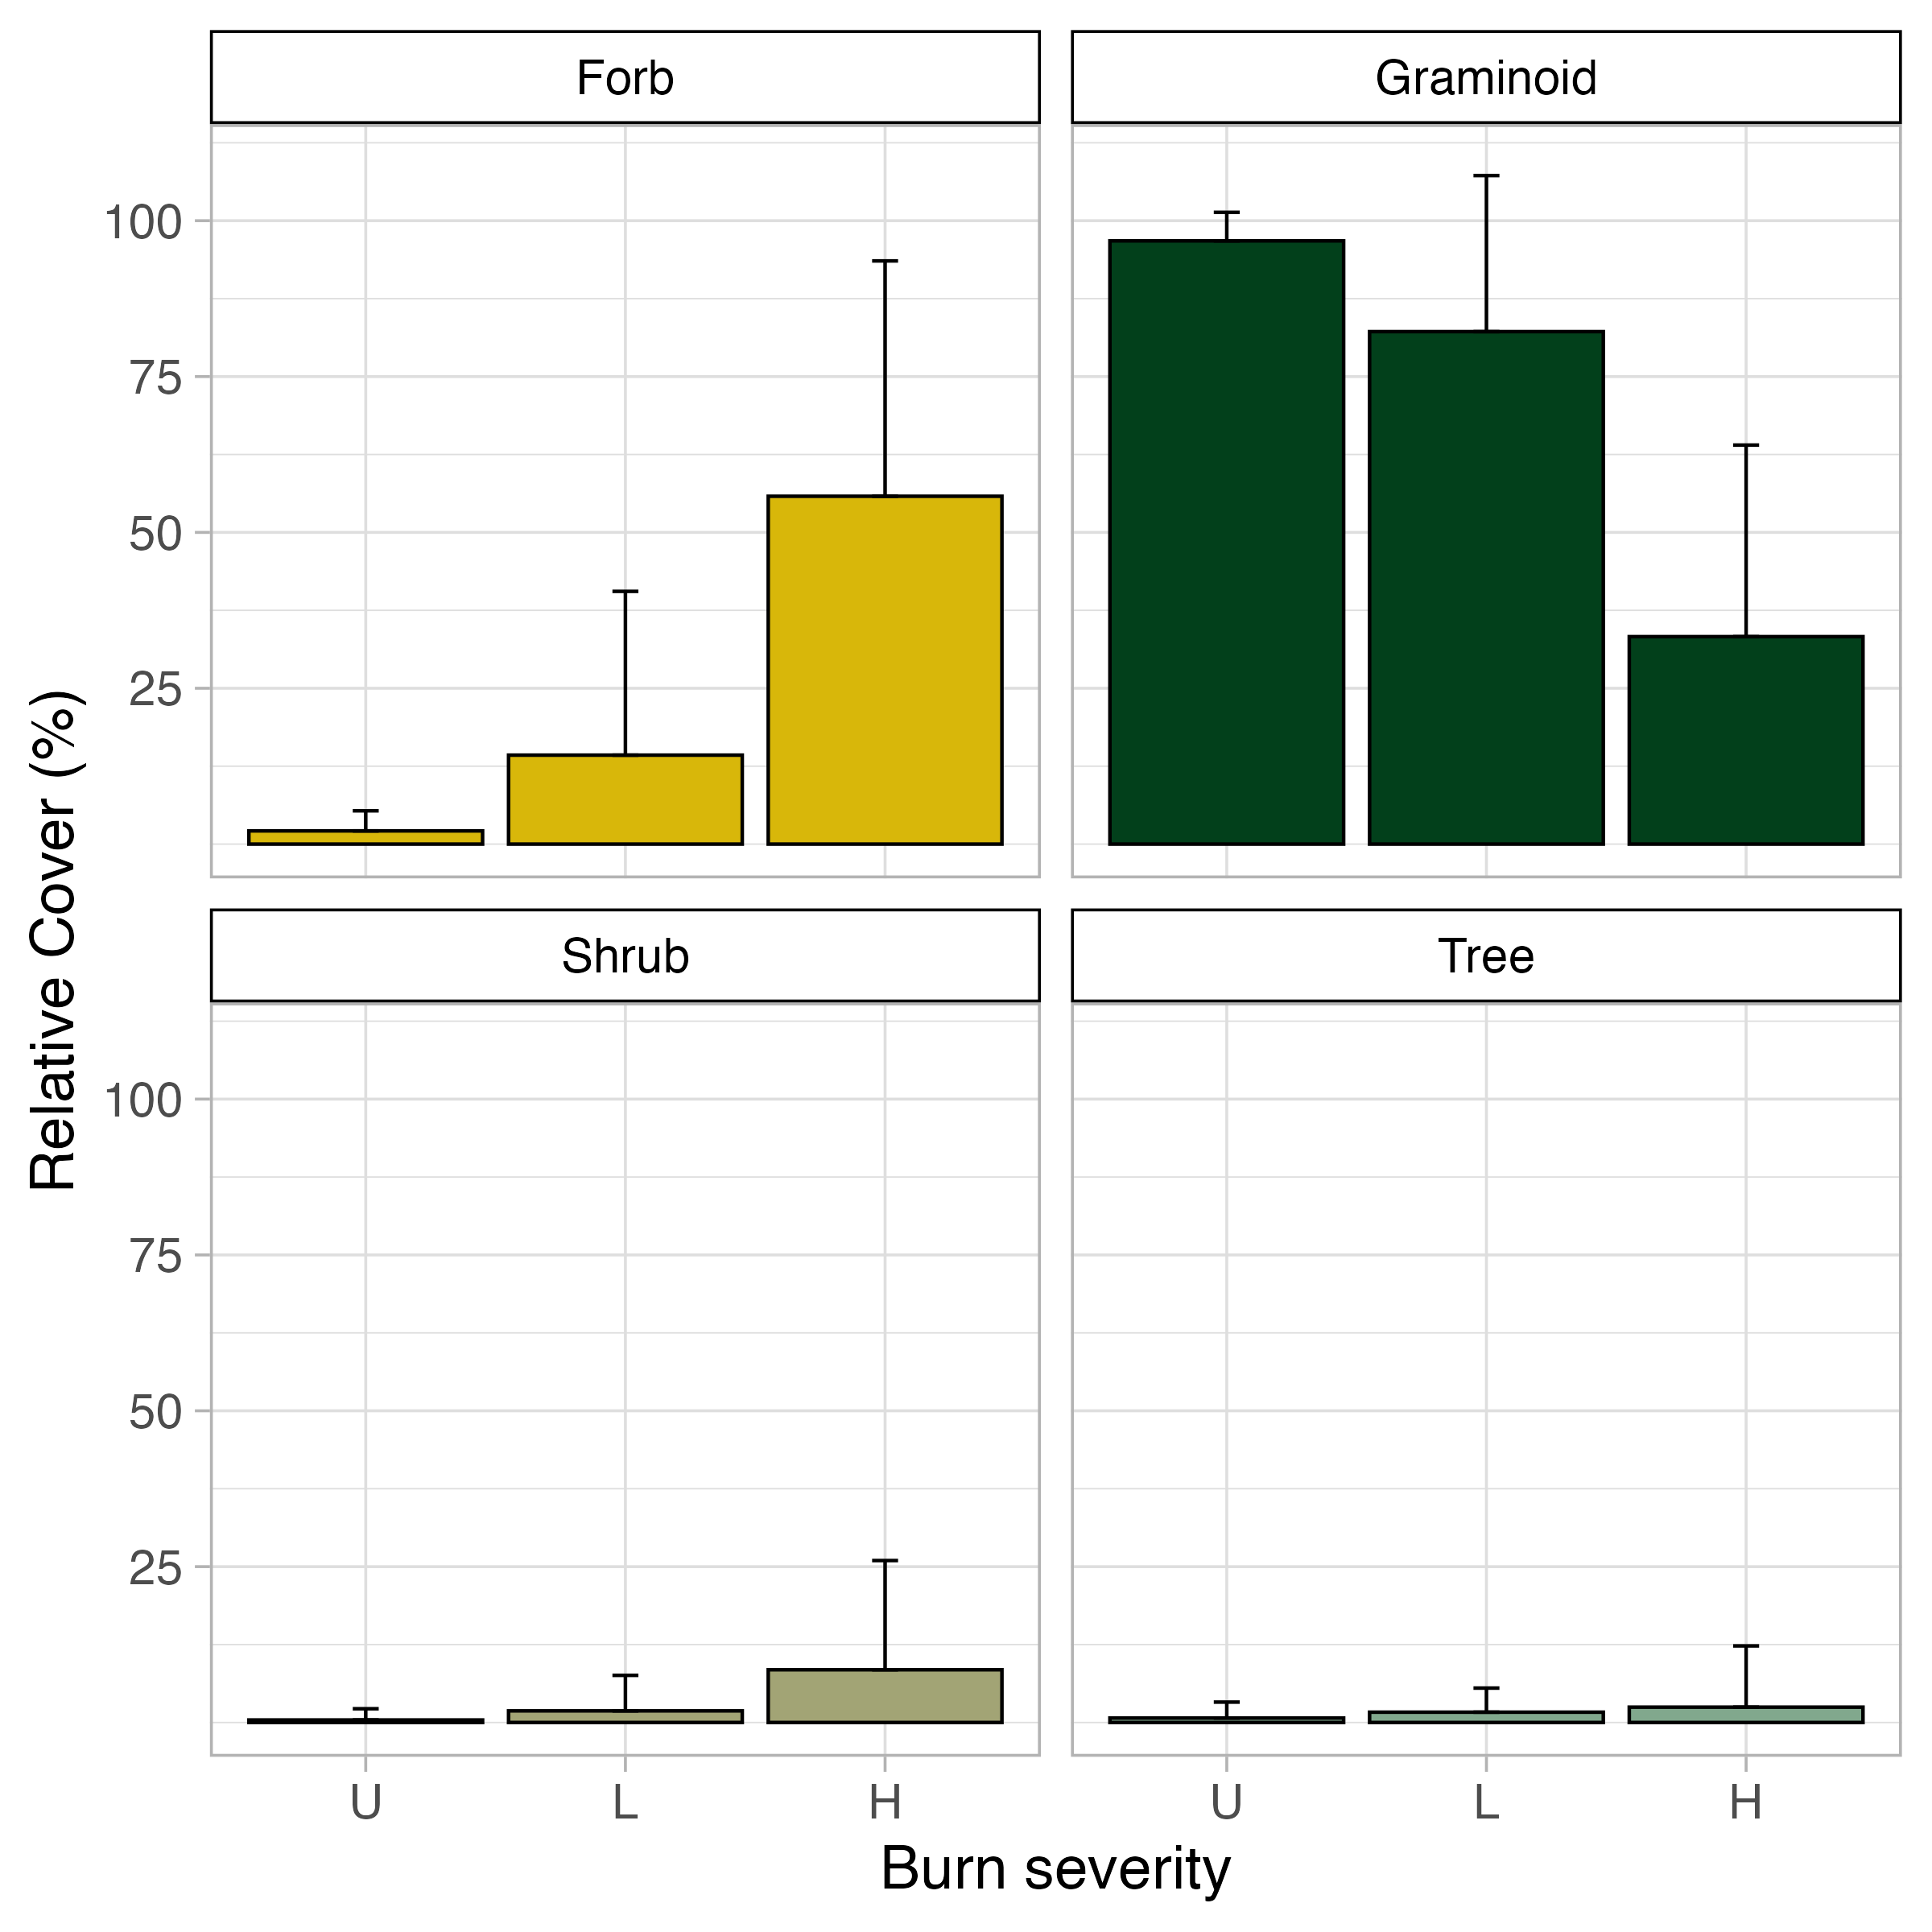 Forb
Graminoid
100
75
50
25
Shrub
Tree
100
75
50
25
Relative Cover (%)
U L H U L H
Burn severity